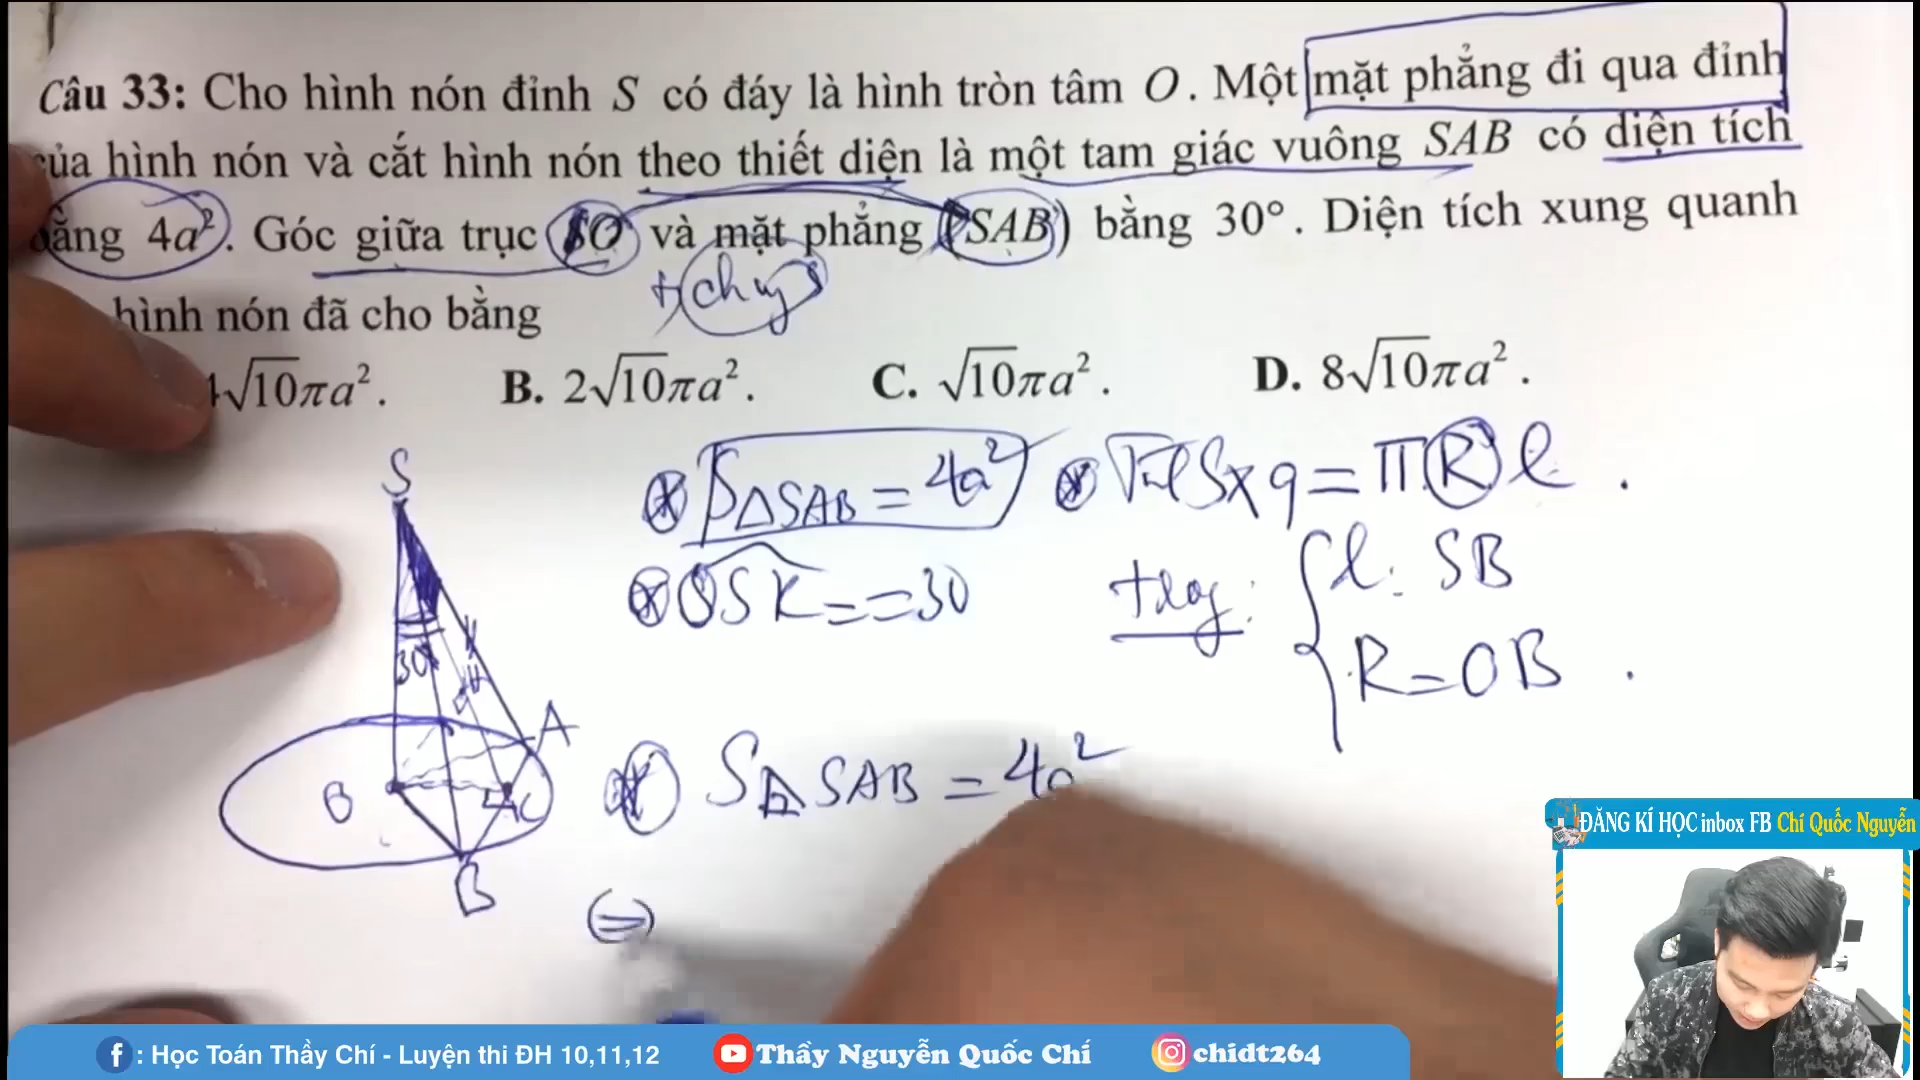 Câu 33: Cho hình nón đỉnh S có đáy là hình tròn tâm O. Một mặt phẳng đi qua đỉnh
của hình nón và cắt hình nón theo thiết diện là một tam giác vuông SAB có diện tích
bằng 4a². Góc giữa trục SO và mặt phẳng (SAB) bằng 30°. Diện tích xung quanh
hình nón đã cho bằng
4√10πa². B. 2√10πa². C. √10πa². D. 8√10πa².
S
S△SAB = 4a²
Sxq = πRl.
OSK = = 30
l: SB
R = OB.
30
A
B
S△SAB = 4a²
⇔
ĐĂNG KÍ HỌC inbox FB Chí Quốc Nguyễn
: Học Toán Thầy Chí - Luyện thi ĐH 10,11,12
Thầy Nguyễn Quốc Chí
chidt264